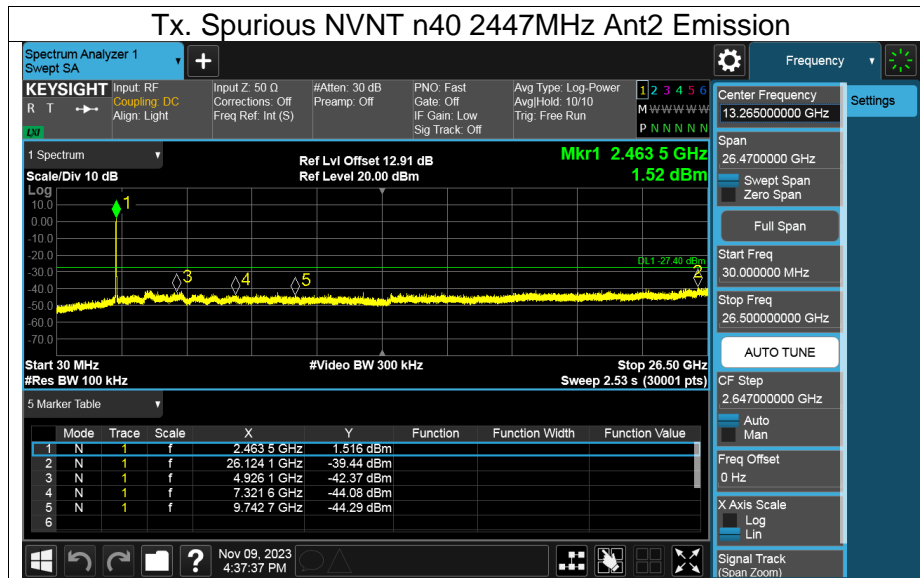 Tx. Spurious NVNT n40 2447MHz Ant2 Emission
Spectrum Analyzer 1
Swept SA
+
Frequency
KEYSIGHT
R T
LXI
Input: RF
Coupling: DC
Align: Light
Input Z: 50 Ω
Corrections: Off
Freq Ref: Int (S)
#Atten: 30 dB
Preamp: Off
PNO: Fast
Gate: Off
IF Gain: Low
Sig Track: Off
Avg Type: Log-Power
Avg|Hold: 10/10
Trig: Free Run
1 2 3 4 5 6
M W W W W W
P N N N N N
1 Spectrum
Scale/Div 10 dB
Ref Lvl Offset 12.91 dB
Ref Level 20.00 dBm
Mkr1 2.463 5 GHz
1.52 dBm
Log
10.0
0.00
-10.0
-20.0
-30.0
-40.0
-50.0
-60.0
-70.0
1
3
4
5
2
DL1 -27.40 dBm
Start 30 MHz
#Video BW 300 kHz
Stop 26.50 GHz
#Res BW 100 kHz
Sweep 2.53 s (30001 pts)
5 Marker Table
Mode Trace Scale X Y Function Function Width Function Value
1 N 1 f 2.463 5 GHz 1.516 dBm
2 N 1 f 26.124 1 GHz -39.44 dBm
3 N 1 f 4.926 1 GHz -42.37 dBm
4 N 1 f 7.321 6 GHz -44.08 dBm
5 N 1 f 9.742 7 GHz -44.29 dBm
6
?
Nov 09, 2023
4:37:37 PM
Center Frequency
13.265000000 GHz
Settings
Span
26.4700000 GHz
Swept Span
Zero Span
Full Span
Start Freq
30.000000 MHz
Stop Freq
26.500000000 GHz
AUTO TUNE
CF Step
2.647000000 GHz
Auto
Man
Freq Offset
0 Hz
X Axis Scale
Log
Lin
Signal Track
(Span Zoom)